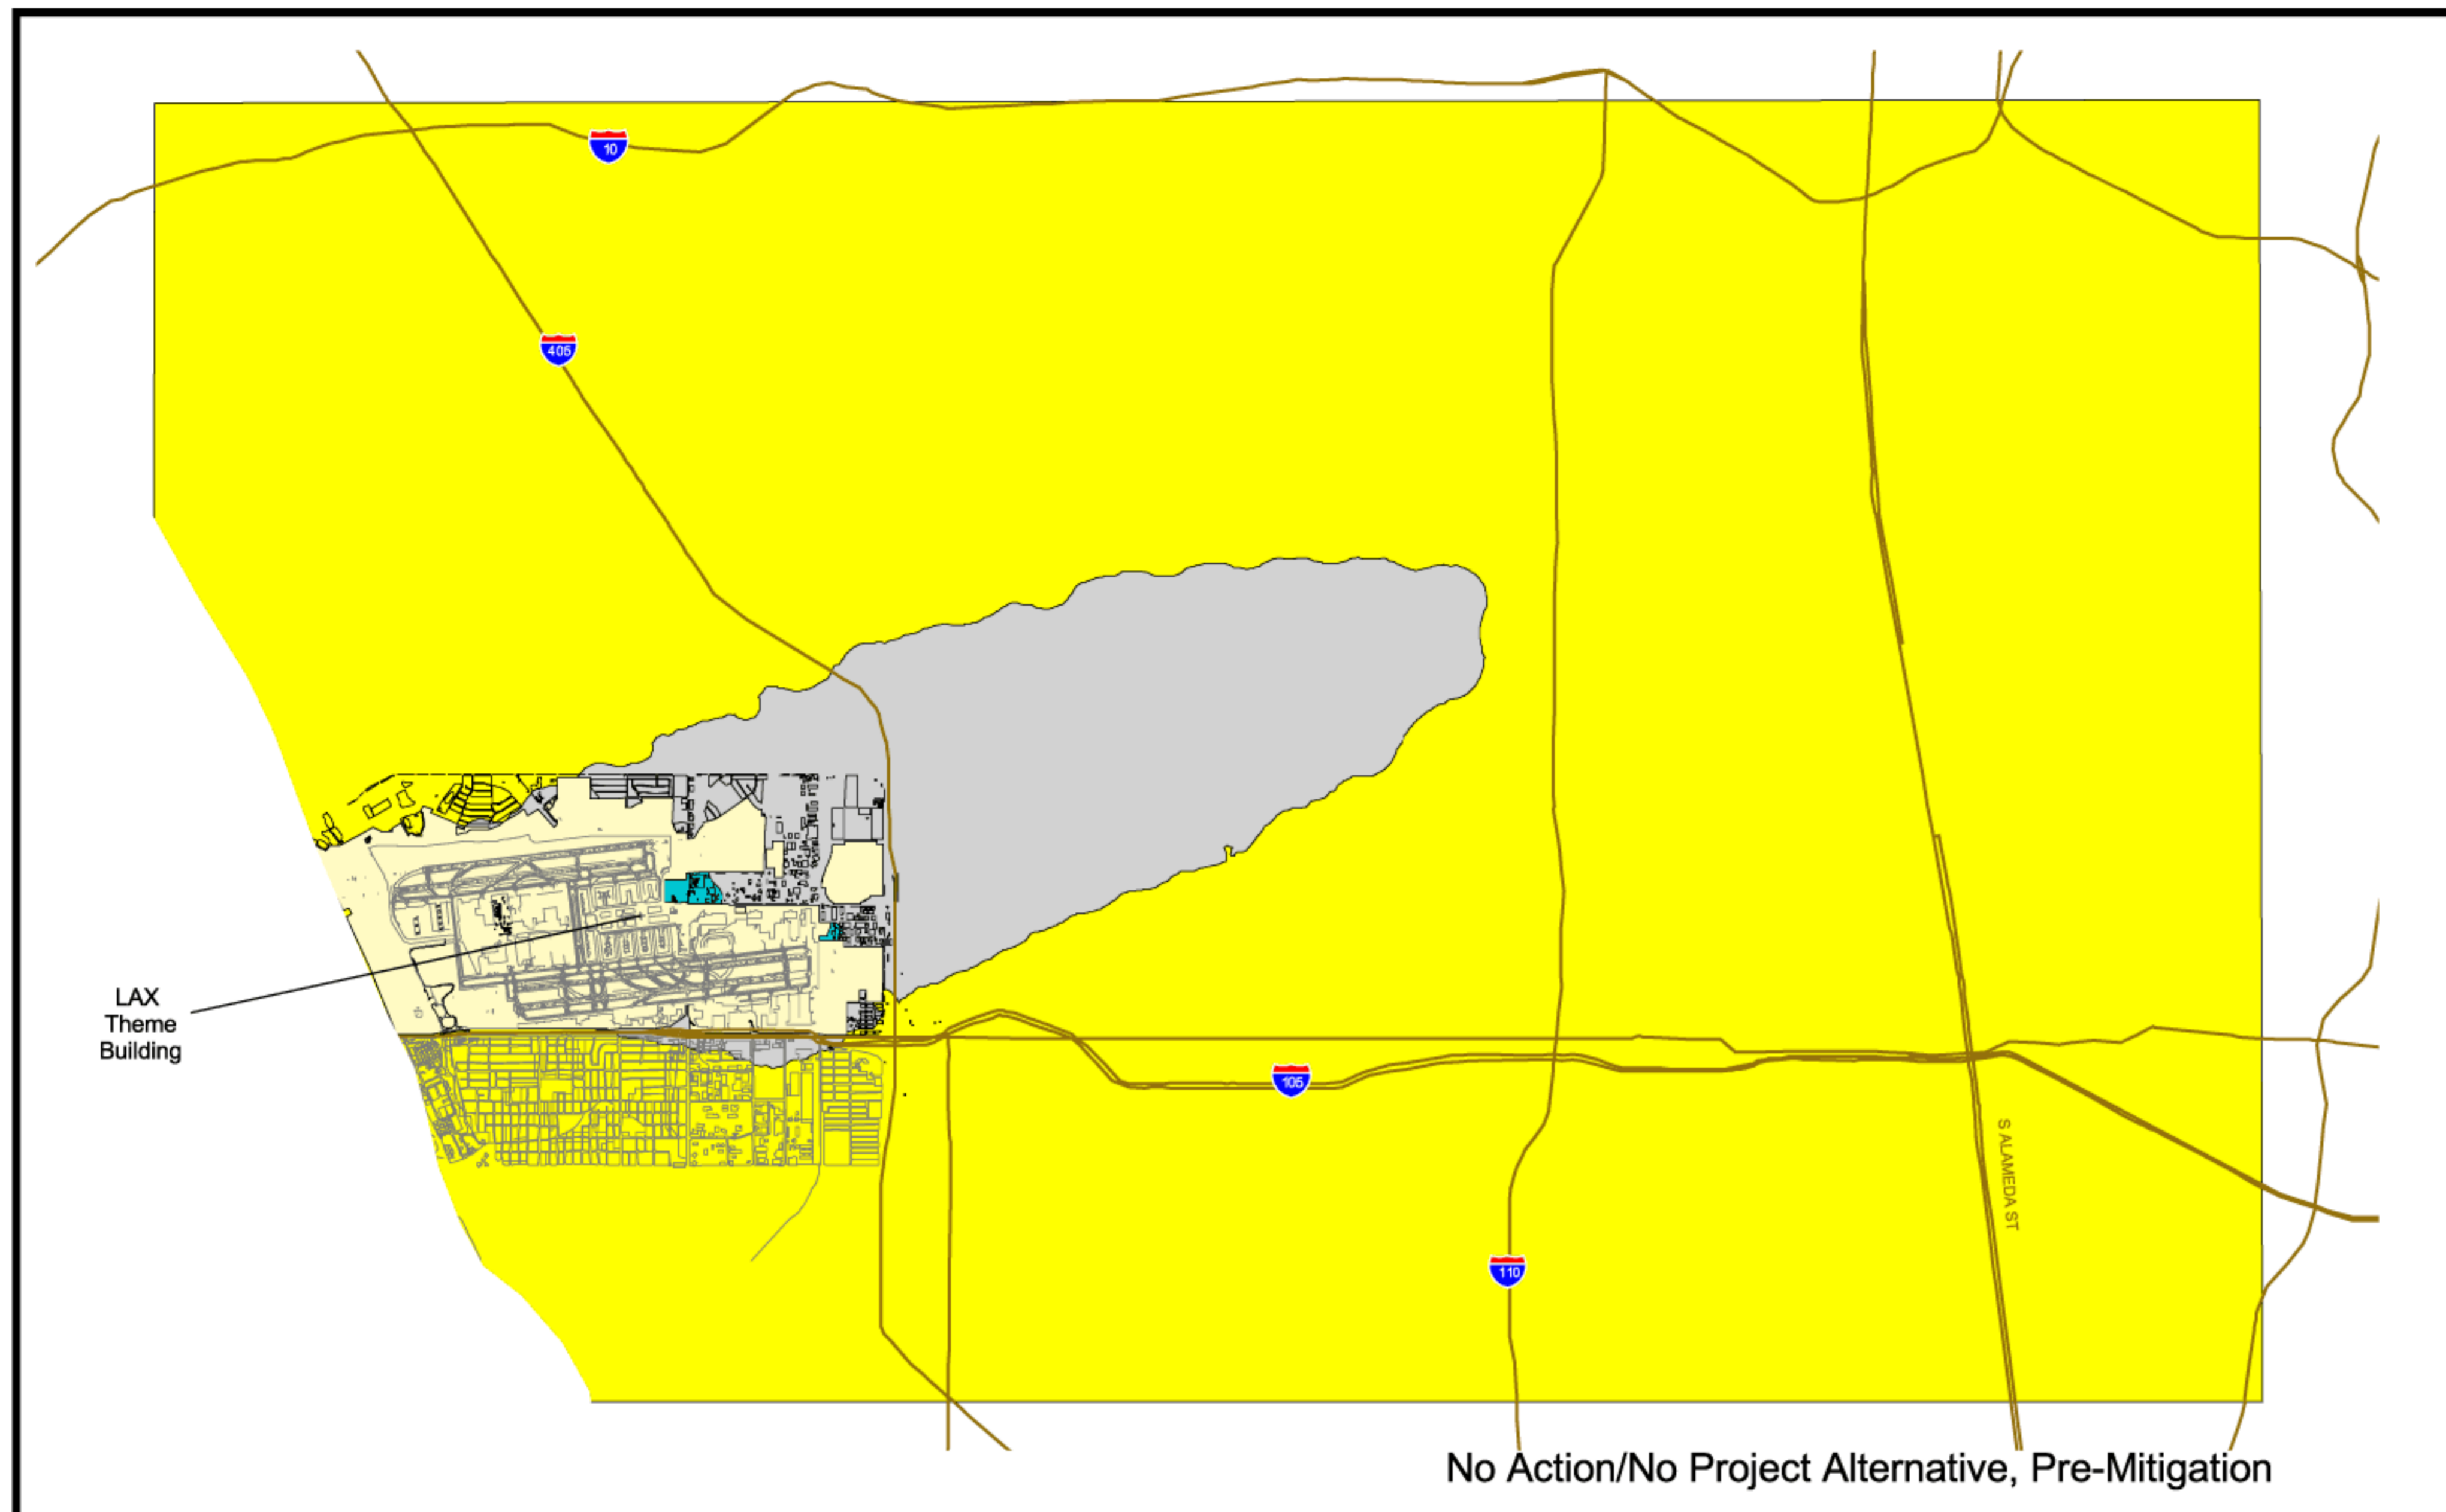 10
405
LAX
Theme
Building
105
S ALAMEDA ST
110
No Action/No Project Alternative, Pre-Mitigation